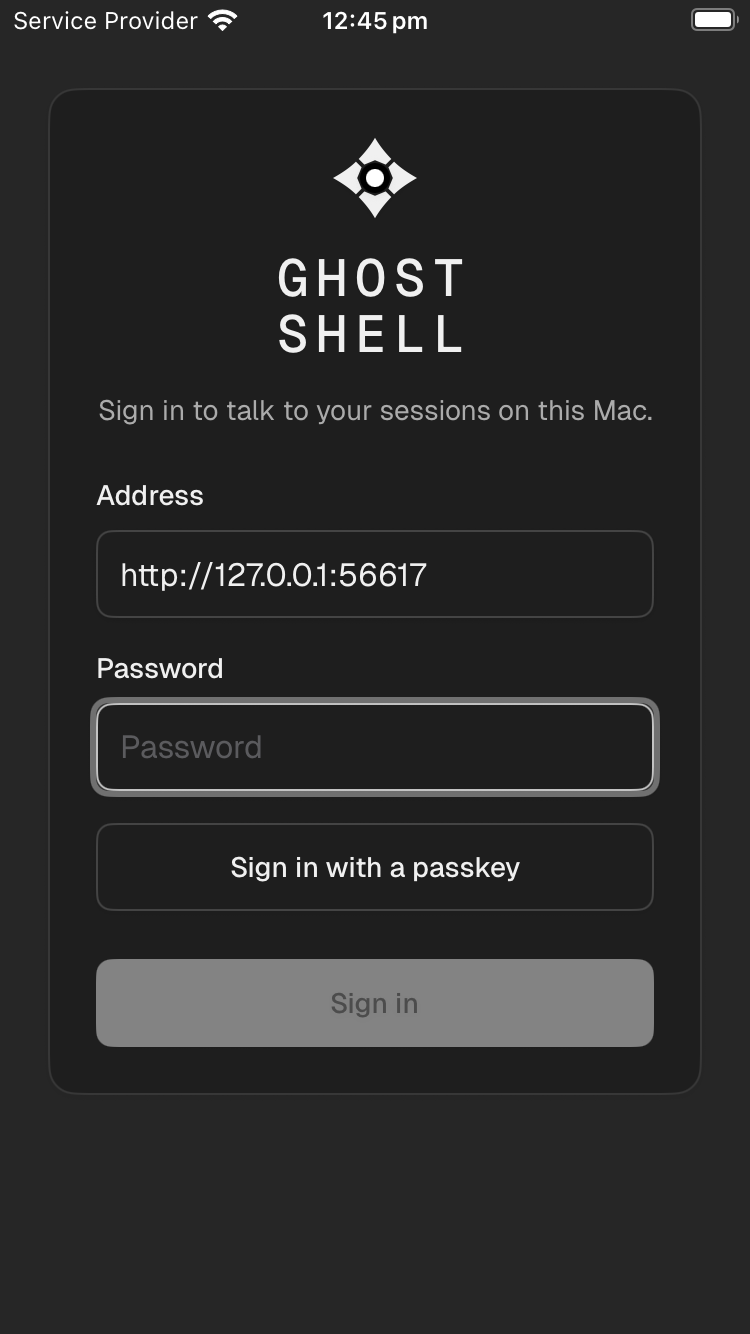 Service Provider 12:45 pm
GHOST
SHELL
Sign in to talk to your sessions on this Mac.
Address
http://127.0.0.1:56617
Password
Password
Sign in with a passkey
Sign in